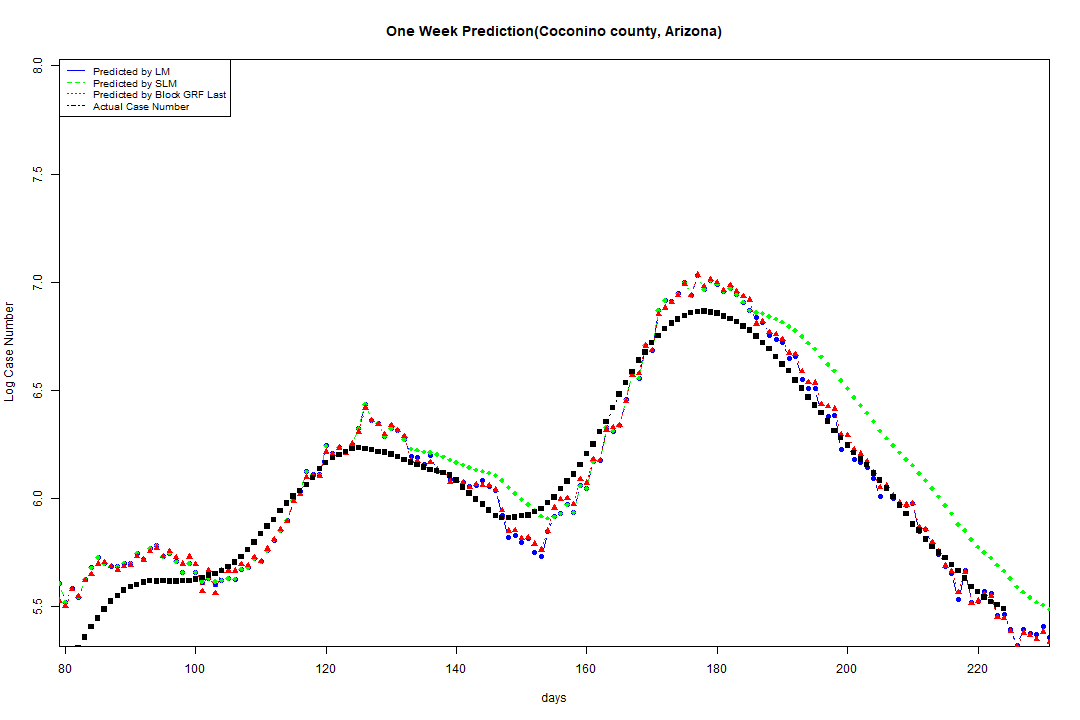 One Week Prediction(Coconino county, Arizona)
Predicted by LM
Predicted by SLM
Predicted by Block GRF Last
Actual Case Number
Log Case Number
8.0
7.5
7.0
6.5
6.0
5.5
80 100 120 140 160 180 200 220
days